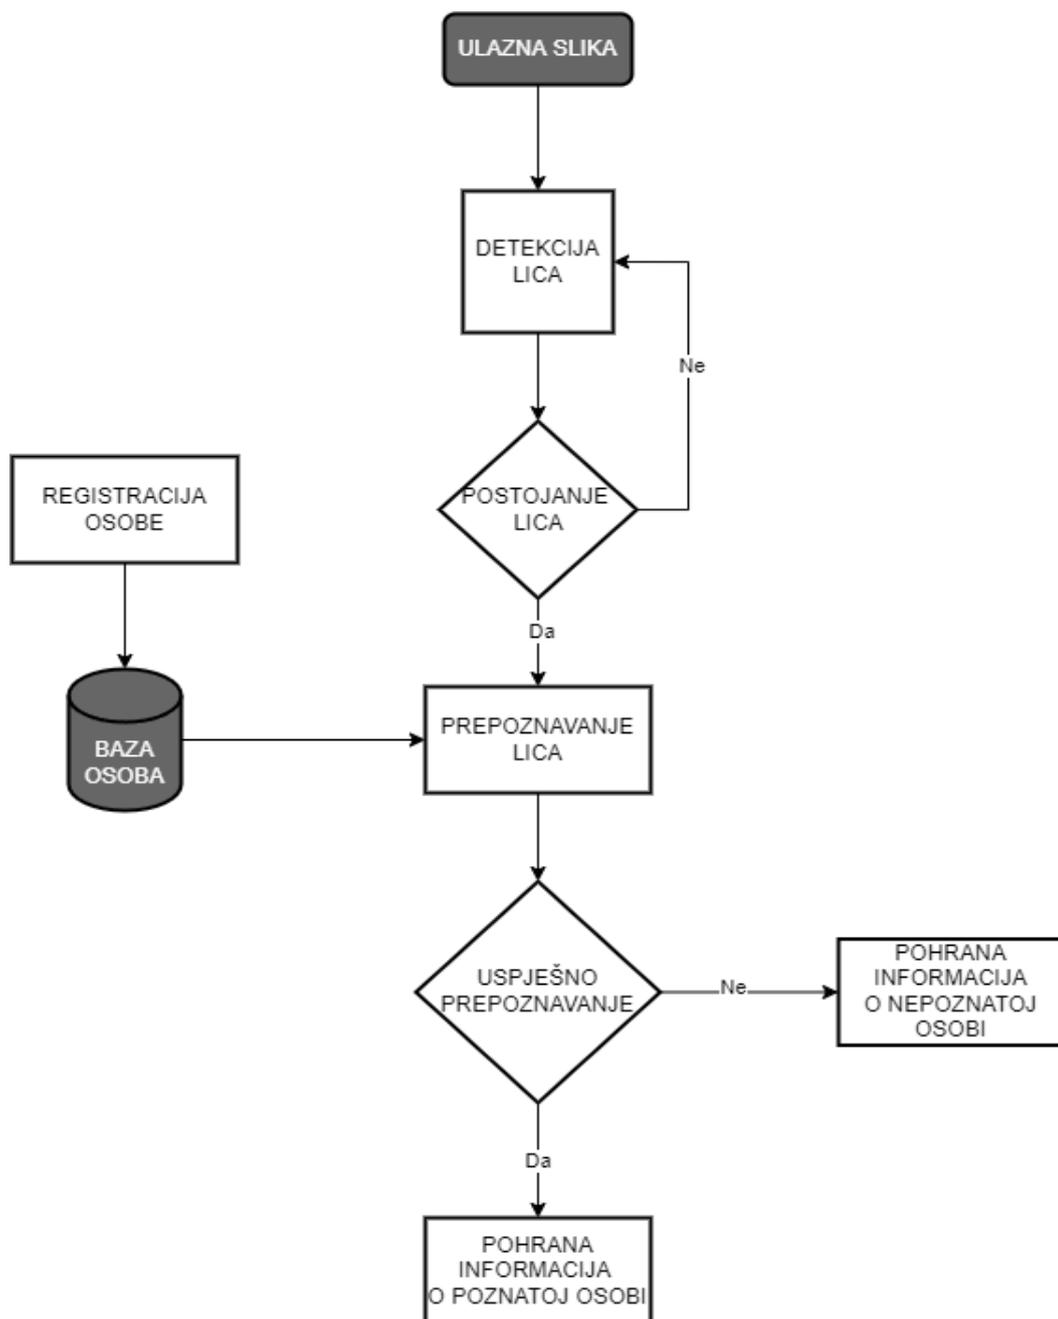 ULAZNA SLIKA
DETEKCIJA
LICA
Ne
POSTOJANJE
LICA
REGISTRACIJA
OSOBE
Da
BAZA
OSOBA
PREPOZNAVANJE
LICA
USPJEŠNO
PREPOZNAVANJE
Ne
POHRANA
INFORMACIJA
O NEPOZNATOJ
OSOBI
Da
POHRANA
INFORMACIJA
O POZNATOJ OSOBI